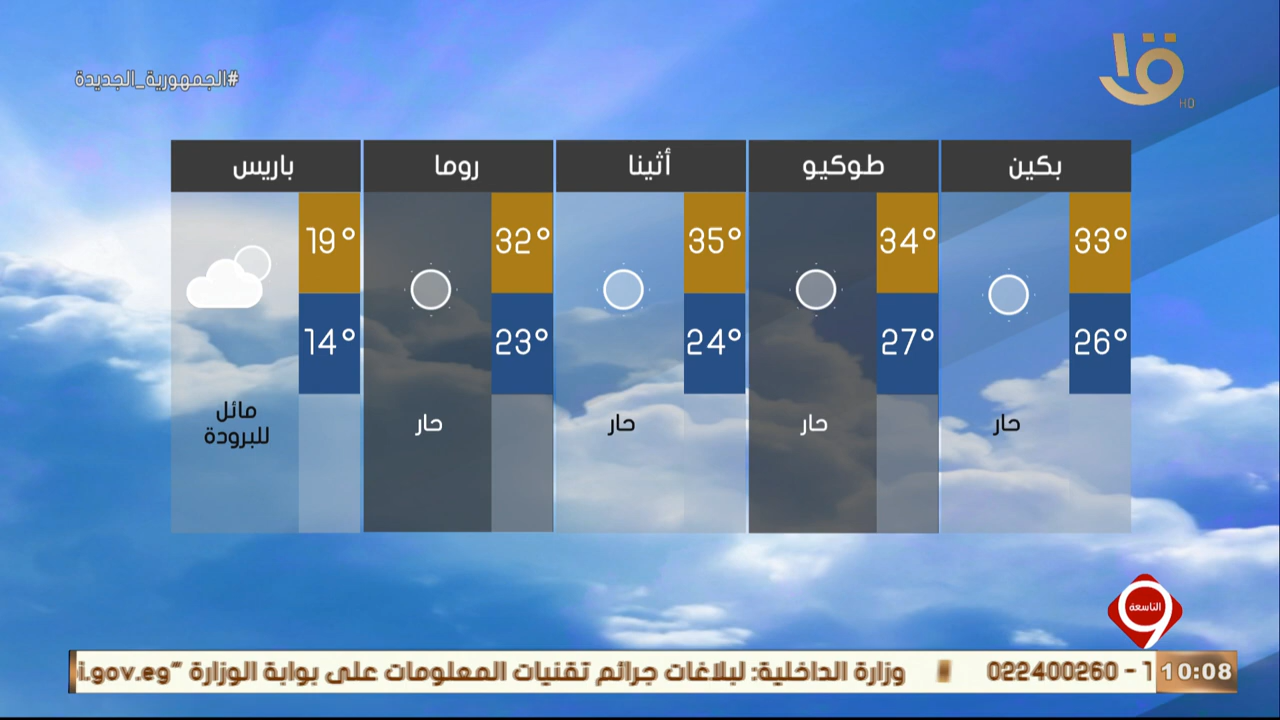 #الجمهورية_الجديدة
HD
بكين
33°
26°
حار
طوكيو
34°
27°
حار
أثينا
35°
24°
حار
روما
32°
23°
حار
باريس
19°
14°
مائل
للبرودة
التاسعة
9
10:08
1 - 022400260
وزارة الداخلية: لبلاغات جرائم تقنيات المعلومات على بوابة الوزارة "i.gov.eg